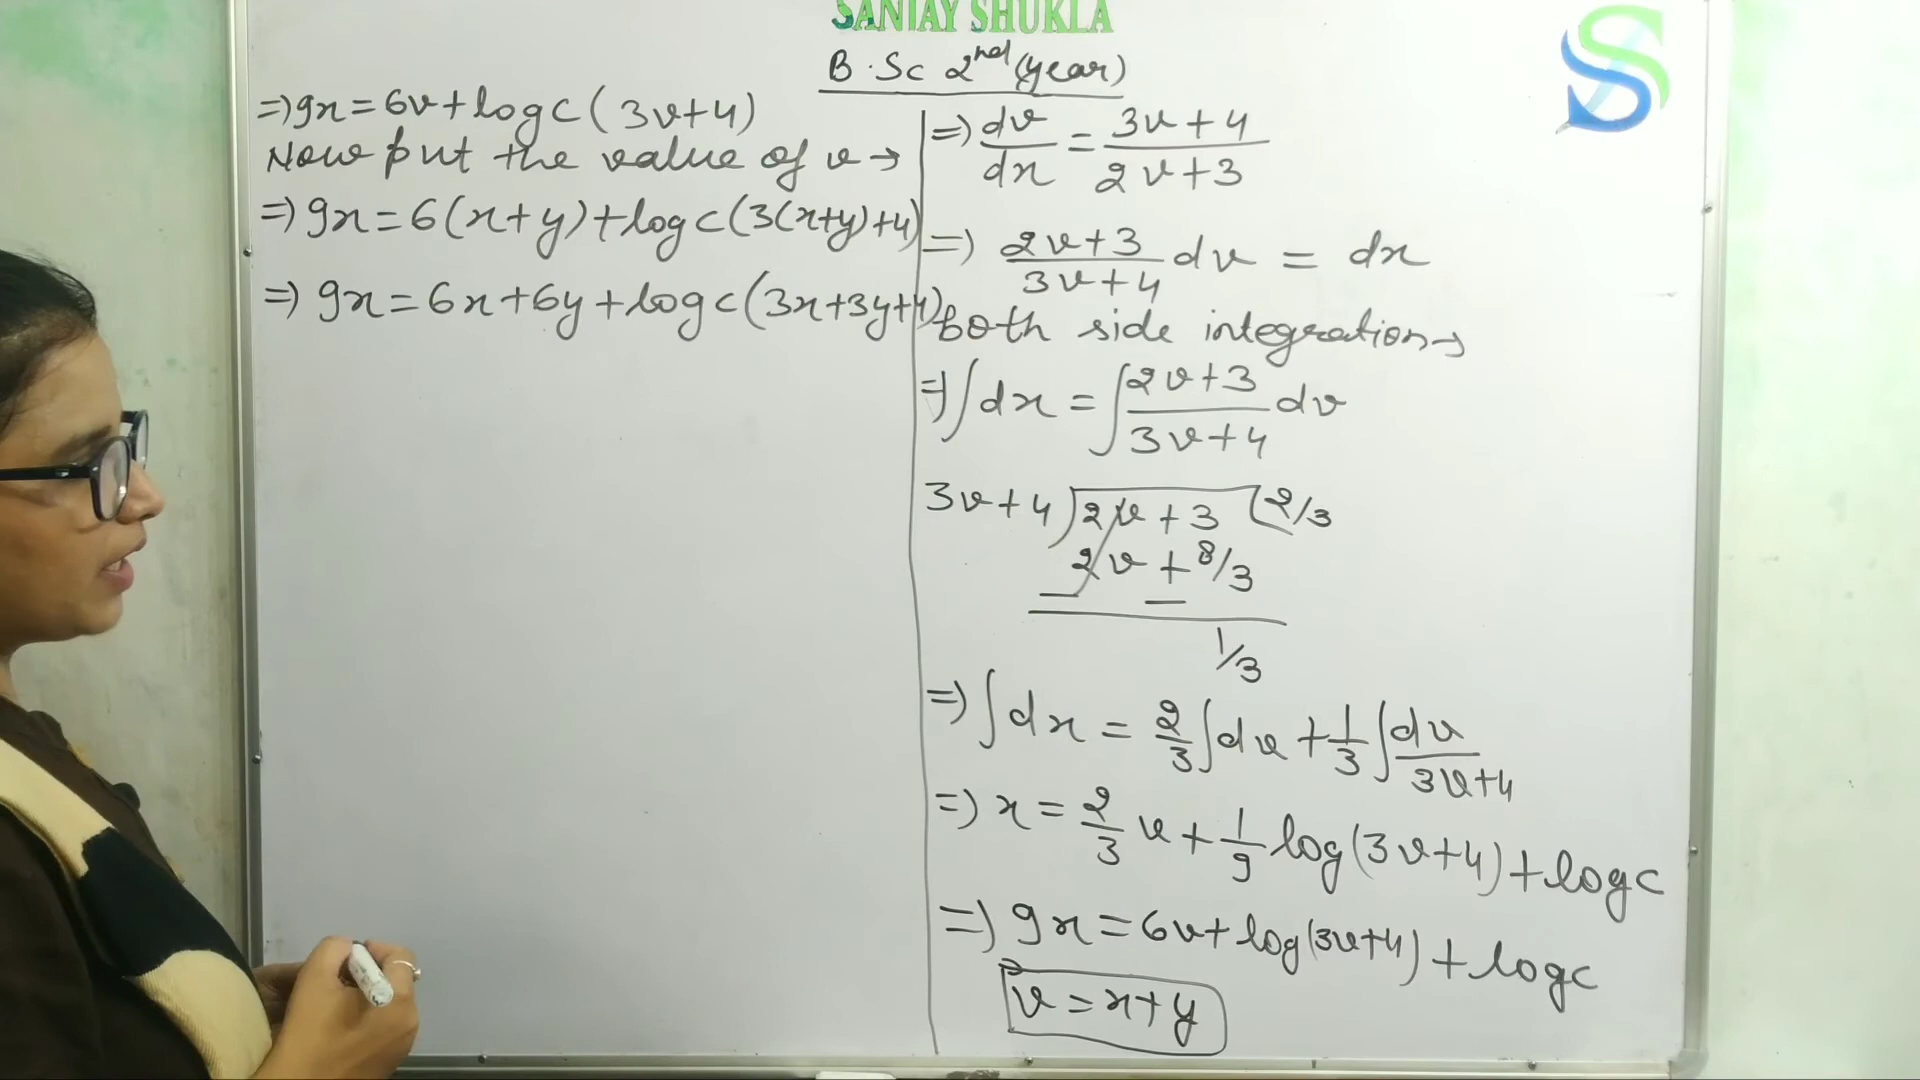 SANJAY SHUKLA
B.Sc 2nd (year)
⇒ 9x = 6v + log c (3v+4)
Now put the value of v →
⇒ 9x = 6(x+y) + log c (3(x+y)+4)
⇒ 9x = 6x+6y + log c (3x+3y+4)
⇒ dv/dx = (3v+4)/(2v+3)
⇒ (2v+3)/(3v+4) dv = dx
both side integration →
⇒ ∫dx = ∫ (2v+3)/(3v+4) dv
3v+4 ) 2v+3 ( 2/3
2v + 8/3
— —
1/3
⇒ ∫dx = 2/3 ∫dv + 1/3 ∫ dv/(3v+4)
⇒ x = 2/3 v + 1/9 log(3v+4) + log c
⇒ 9x = 6v + log(3v+4) + log c
v = x+y